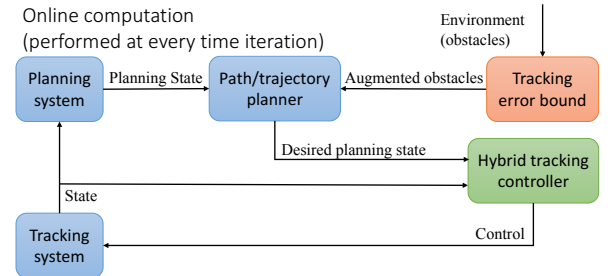 Online computation
(performed at every time iteration)
Environment
(obstacles)
Planning
system
Planning State
Path/trajectory
planner
Augmented obstacles
Tracking
error bound
Desired planning state
Hybrid tracking
controller
State
Tracking
system
Control